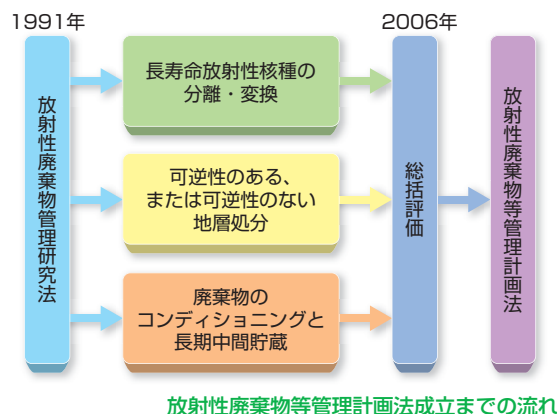 1991年
2006年
放射性廃棄物管理研究法
長寿命放射性核種の
分離・変換
可逆性のある、
または可逆性のない
地層処分
廃棄物の
コンディショニングと
長期中間貯蔵
総括評価
放射性廃棄物等管理計画法
放射性廃棄物等管理計画法成立までの流れ